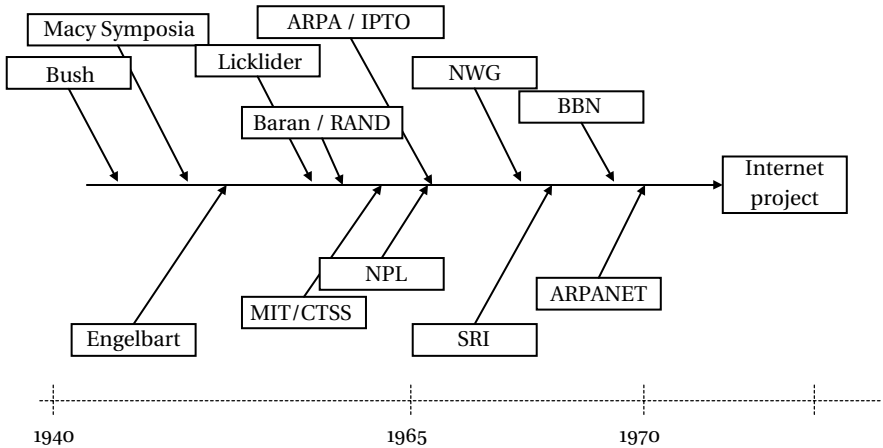 ARPA / IPTO
Macy Symposia
Licklider
Bush
NWG
BBN
Baran / RAND
Internet
project
NPL
ARPANET
MIT/CTSS
Engelbart
SRI
1940
1965
1970